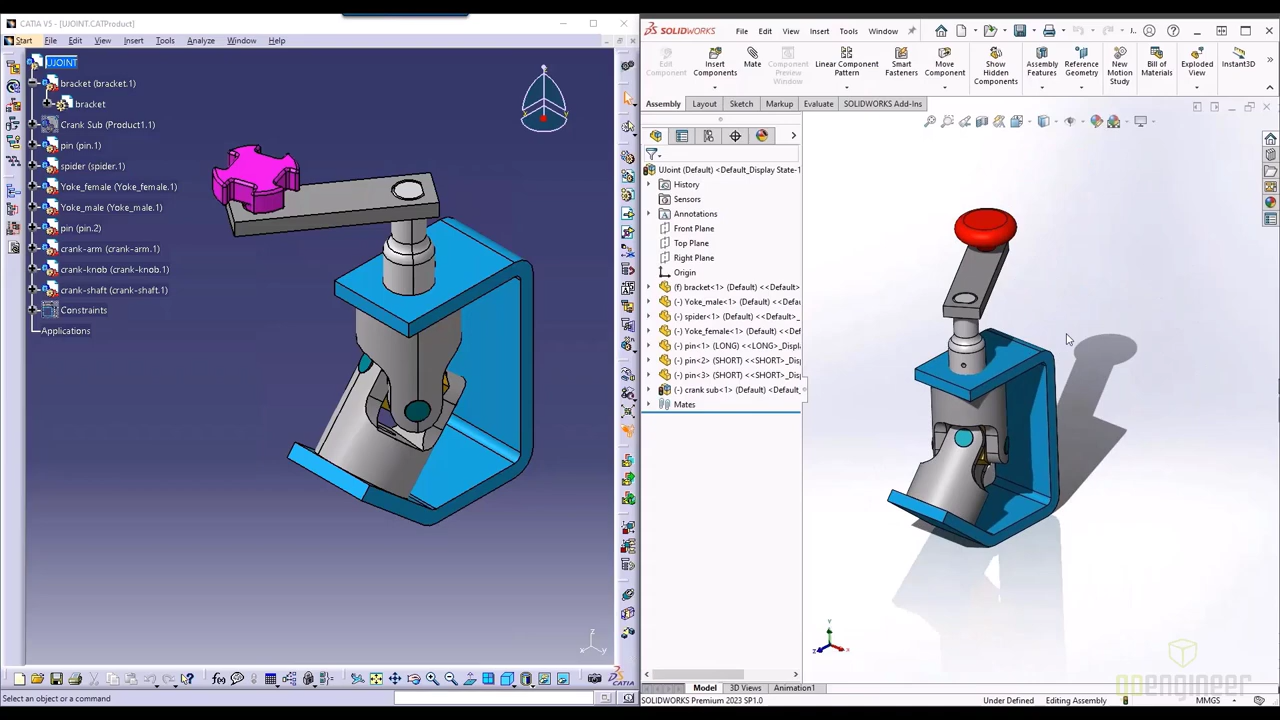 CATIA V5 - [UJOINT.CATProduct]
Start File Edit View Insert Tools Analyze Window Help
UJOINT
bracket (bracket.1)
bracket
Crank Sub (Product1.1)
pin (pin.1)
spider (spider.1)
Yoke_female (Yoke_female.1)
Yoke_male (Yoke_male.1)
pin (pin.2)
crank-arm (crank-arm.1)
crank-knob (crank-knob.1)
crank-shaft (crank-shaft.1)
Constraints
Applications
z
x
y
CATIA
Select an object or a command
SOLIDWORKS File Edit View Insert Tools Window
Edit Component
Insert Components
Mate
Component Preview Window
Linear Component Pattern
Smart Fasteners
Move Component
Show Hidden Components
Assembly Features
Reference Geometry
New Motion Study
Bill of Materials
Exploded View
Instant3D
Assembly Layout Sketch Markup Evaluate SOLIDWORKS Add-Ins
UJoint (Default) <Default_Display State-1
History
Sensors
Annotations
Front Plane
Top Plane
Right Plane
Origin
(f) bracket<1> (Default) <<Default>
(-) Yoke_male<1> (Default) <<Defau
(-) spider<1> (Default) <<Default>_
(-) Yoke_female<1> (Default) <<Def
(-) pin<1> (LONG) <<LONG>_Displ
(-) pin<2> (SHORT) <<SHORT>_Disp
(-) pin<3> (SHORT) <<SHORT>_Disp
(-) crank sub<1> (Default) <Default_
Mates
Y
Z
X
goengineer
Model 3D Views Animation1
SOLIDWORKS Premium 2023 SP1.0
Under Defined Editing Assembly MMGS